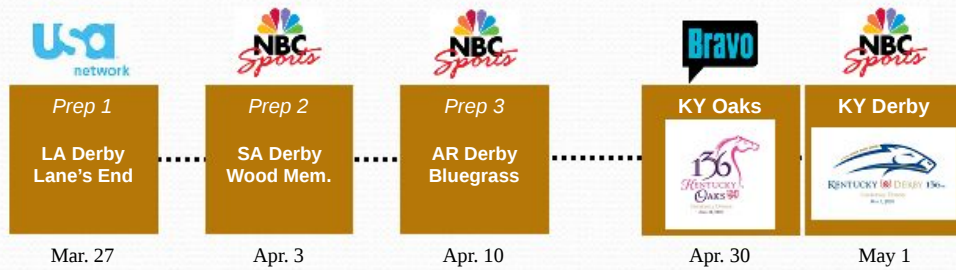 usa
network
NBC
Sports
NBC
Sports
Bravo
NBC
Sports
Prep 1
LA Derby
Lane's End
Mar. 27
Prep 2
SA Derby
Wood Mem.
Apr. 3
Prep 3
AR Derby
Bluegrass
Apr. 10
KY Oaks
136
KENTUCKY
OAKS
Apr. 30
KY Derby
KENTUCKY DERBY 136
May 1